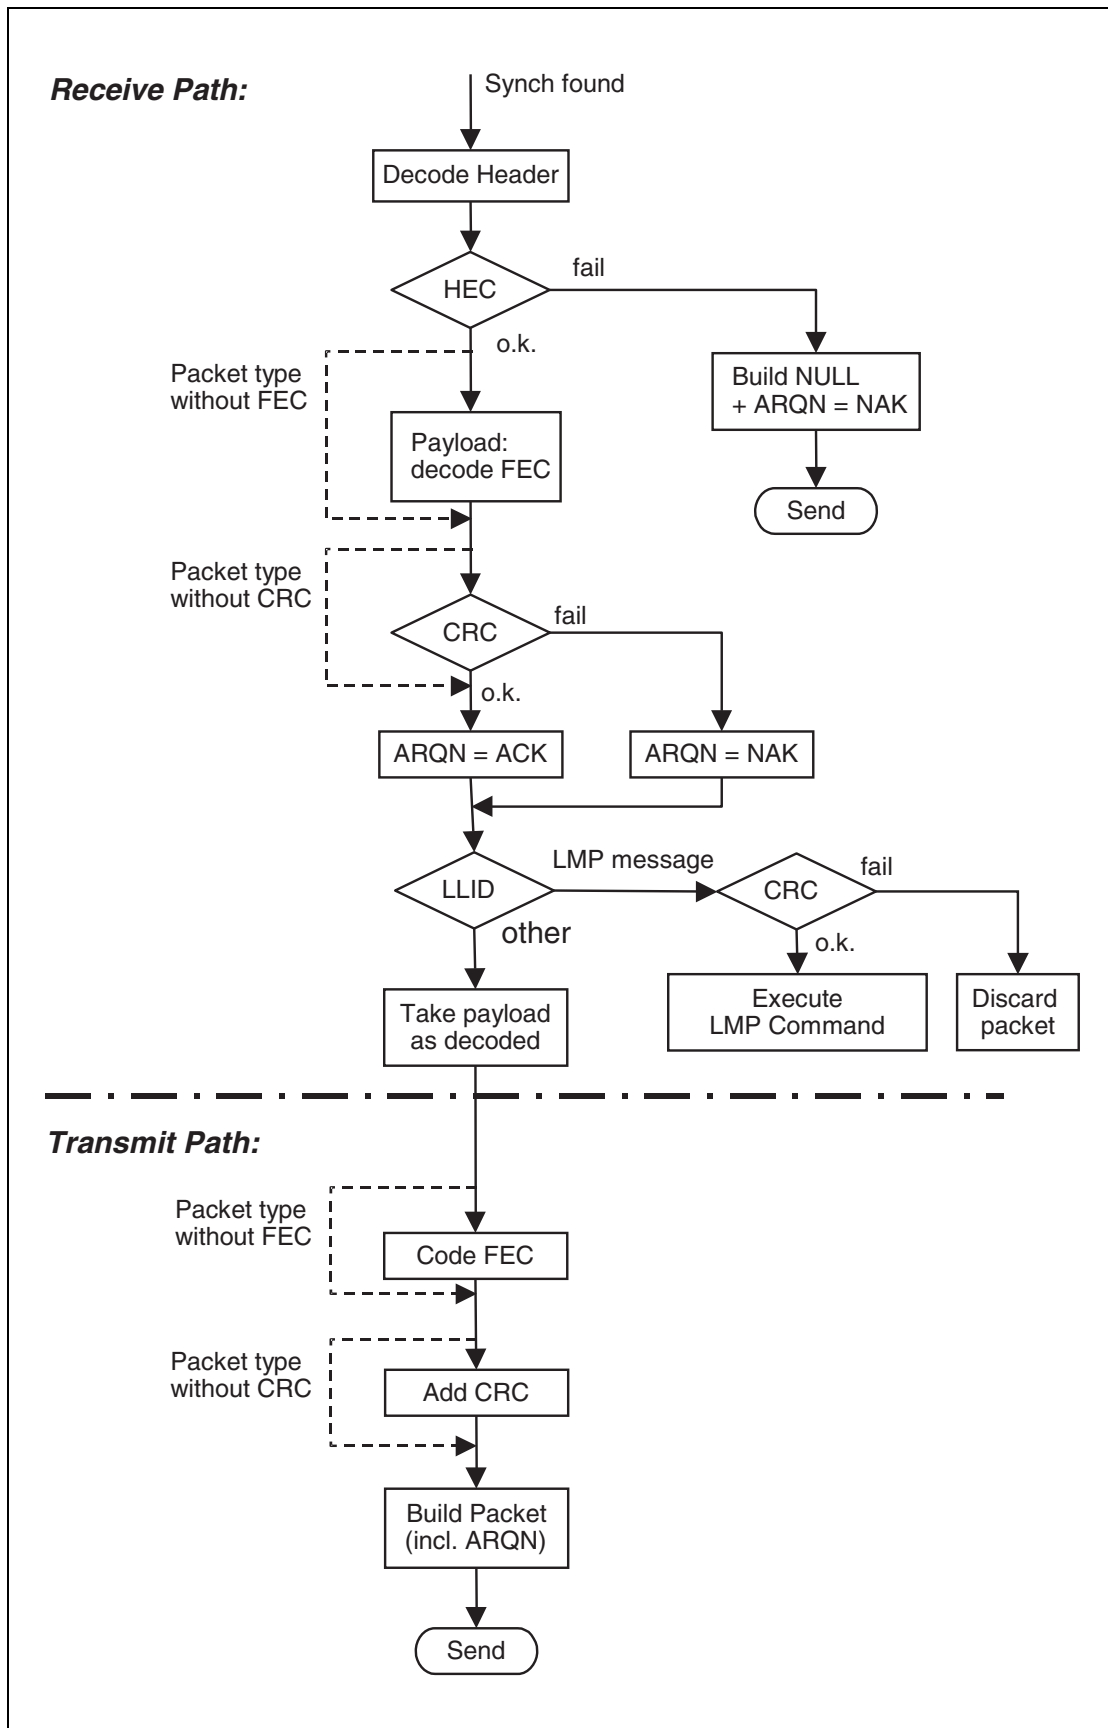 Receive Path:
Synch found
Decode Header
HEC
fail
o.k.
Packet type
without FEC
Build NULL
+ ARQN = NAK
Payload:
decode FEC
Send
Packet type
without CRC
CRC
fail
o.k.
ARQN = ACK
ARQN = NAK
LLID
LMP message
CRC
fail
other
o.k.
Take payload
as decoded
Execute
LMP Command
Discard
packet
Transmit Path:
Packet type
without FEC
Code FEC
Packet type
without CRC
Add CRC
Build Packet
(incl. ARQN)
Send